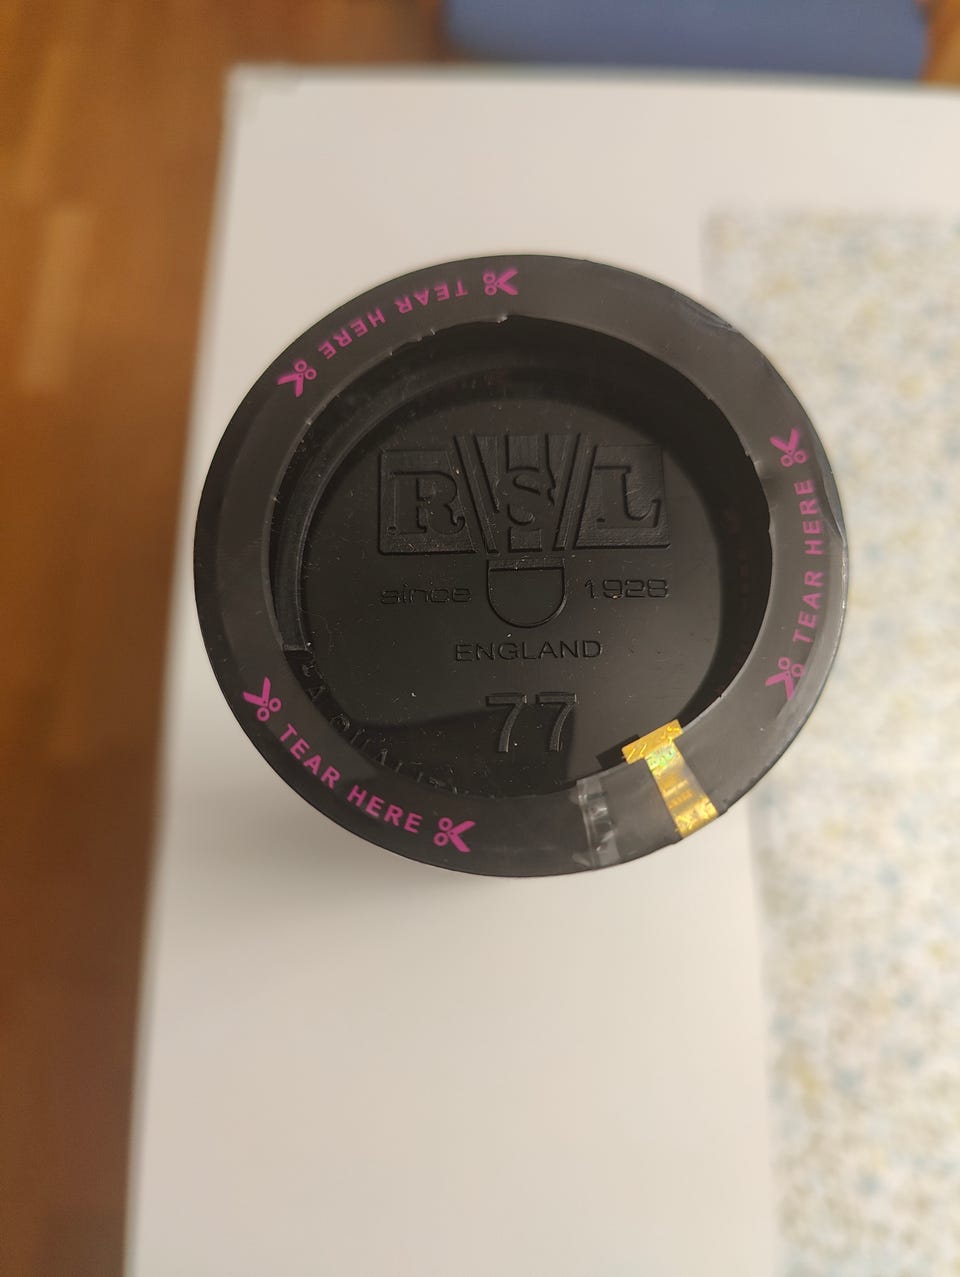 TEAR HERE
RSL
since 1928
ENGLAND
77
TEAR HERE
TEAR HERE